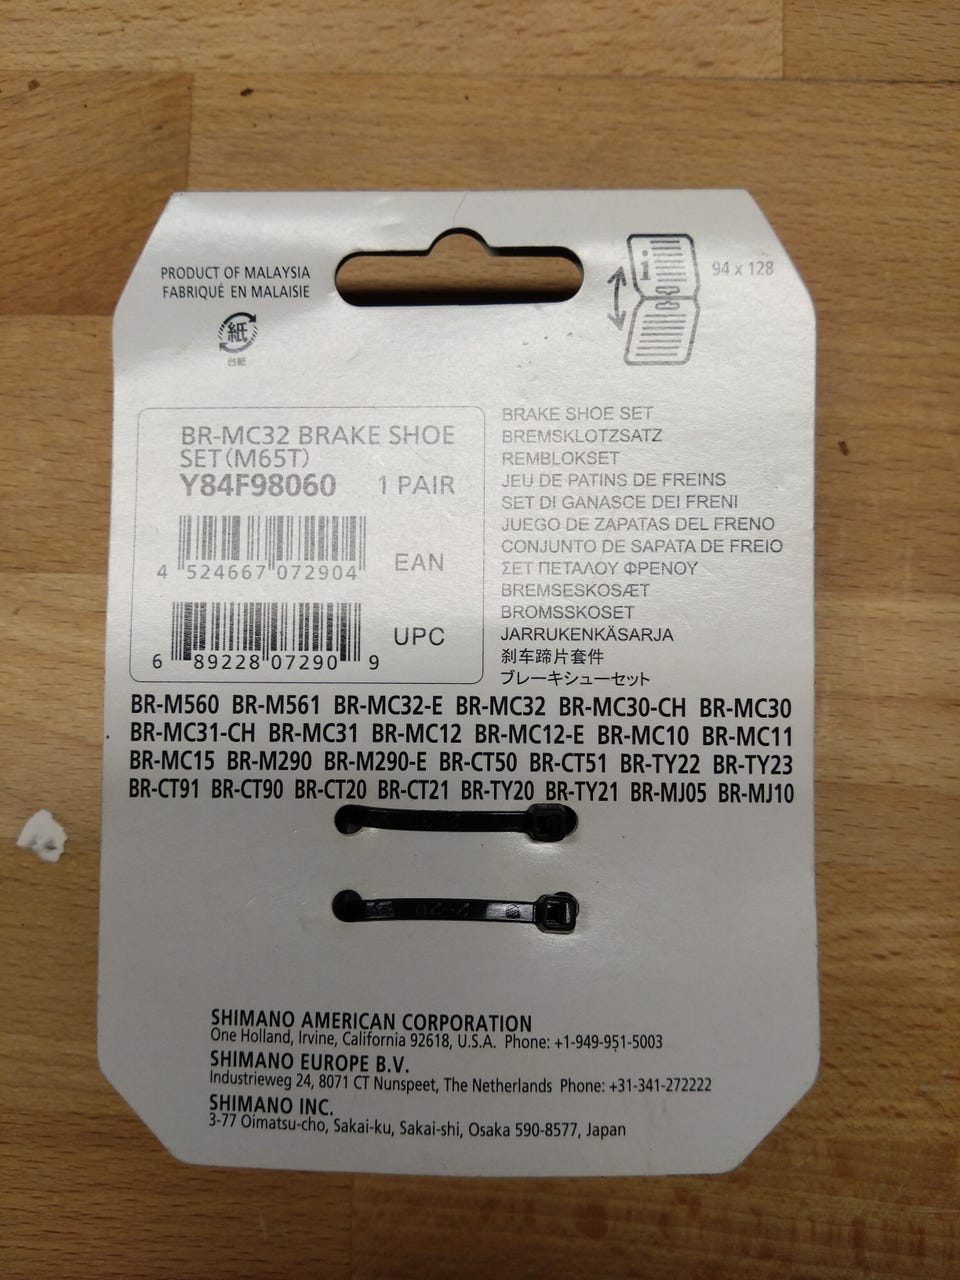 PRODUCT OF MALAYSIA
FABRIQUÉ EN MALAISIE
紙
台紙
i
94 x 128
BR-MC32 BRAKE SHOE
SET(M65T)
Y84F98060 1 PAIR
4 524667 072904 EAN
6 89228 07290 9 UPC
BRAKE SHOE SET
BREMSKLOTZSATZ
REMBLOKSET
JEU DE PATINS DE FREINS
SET DI GANASCE DEI FRENI
JUEGO DE ZAPATAS DEL FRENO
CONJUNTO DE SAPATA DE FREIO
ΣΕΤ ΠΕΤΑΛΟΥ ΦΡΕΝΟΥ
BREMSESKOSÆT
BROMSSKOSET
JARRUKENKÄSARJA
刹车蹄片套件
ブレーキシューセット
BR-M560 BR-M561 BR-MC32-E BR-MC32 BR-MC30-CH BR-MC30
BR-MC31-CH BR-MC31 BR-MC12 BR-MC12-E BR-MC10 BR-MC11
BR-MC15 BR-M290 BR-M290-E BR-CT50 BR-CT51 BR-TY22 BR-TY23
BR-CT91 BR-CT90 BR-CT20 BR-CT21 BR-TY20 BR-TY21 BR-MJ05 BR-MJ10
SHIMANO AMERICAN CORPORATION
One Holland, Irvine, California 92618, U.S.A. Phone: +1-949-951-5003
SHIMANO EUROPE B.V.
Industrieweg 24, 8071 CT Nunspeet, The Netherlands Phone: +31-341-272222
SHIMANO INC.
3-77 Oimatsu-cho, Sakai-ku, Sakai-shi, Osaka 590-8577, Japan